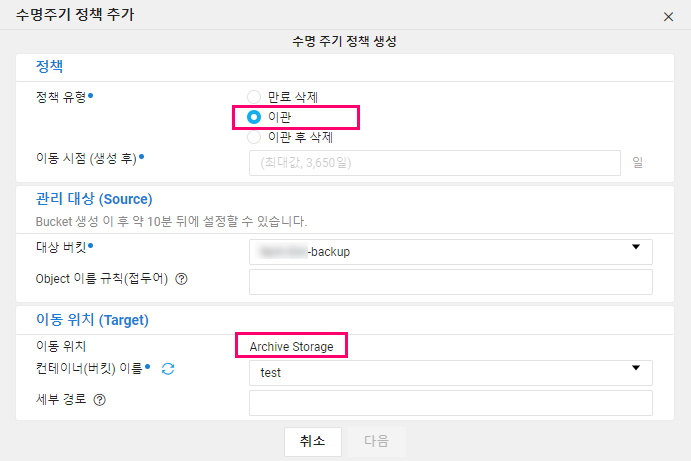 수명주기 정책 추가
수명 주기 정책 생성
정책
정책 유형
만료 삭제
이관
이관 후 삭제
이동 시점 (생성 후)
(최대값, 3,650일)
일
관리 대상 (Source)
Bucket 생성 이 후 약 10분 뒤에 설정할 수 있습니다.
대상 버킷
-backup
Object 이름 규칙(접두어)
이동 위치 (Target)
이동 위치
Archive Storage
컨테이너(버킷) 이름
test
세부 경로
취소
다음